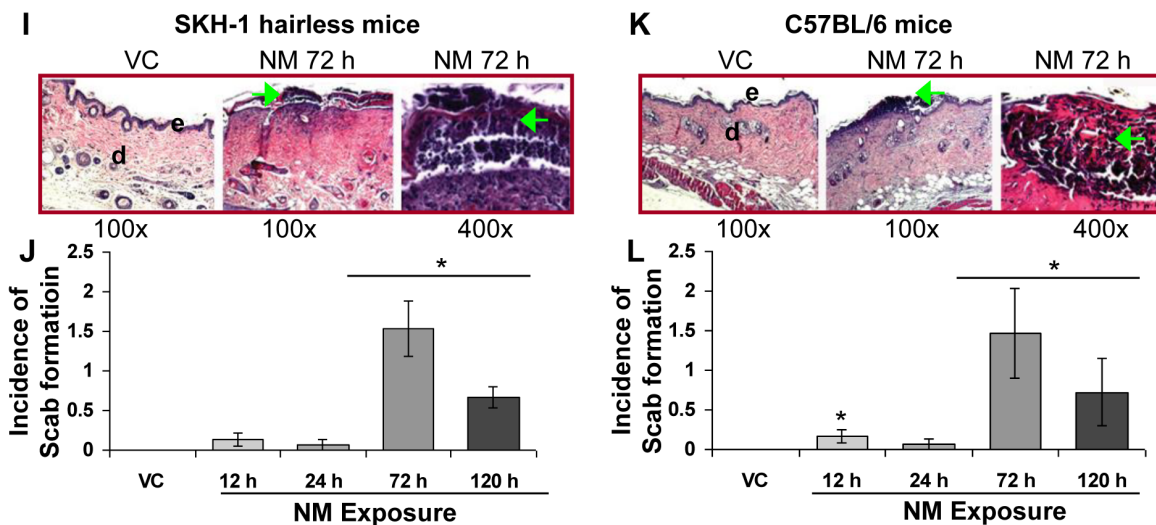 I
SKH-1 hairless mice
VC NM 72 h NM 72 h
e
d
100x 100x 400x
J
Incidence of
Scab formatioin
2.5
2
1.5
1
0.5
0
*
VC 12 h 24 h 72 h 120 h
NM Exposure
K
C57BL/6 mice
VC NM 72 h NM 72 h
e
d
100x 100x 400x
L
Incidence of
Scab formation
2.5
2
1.5
1
0.5
0
*
*
VC 12 h 24 h 72 h 120 h
NM Exposure